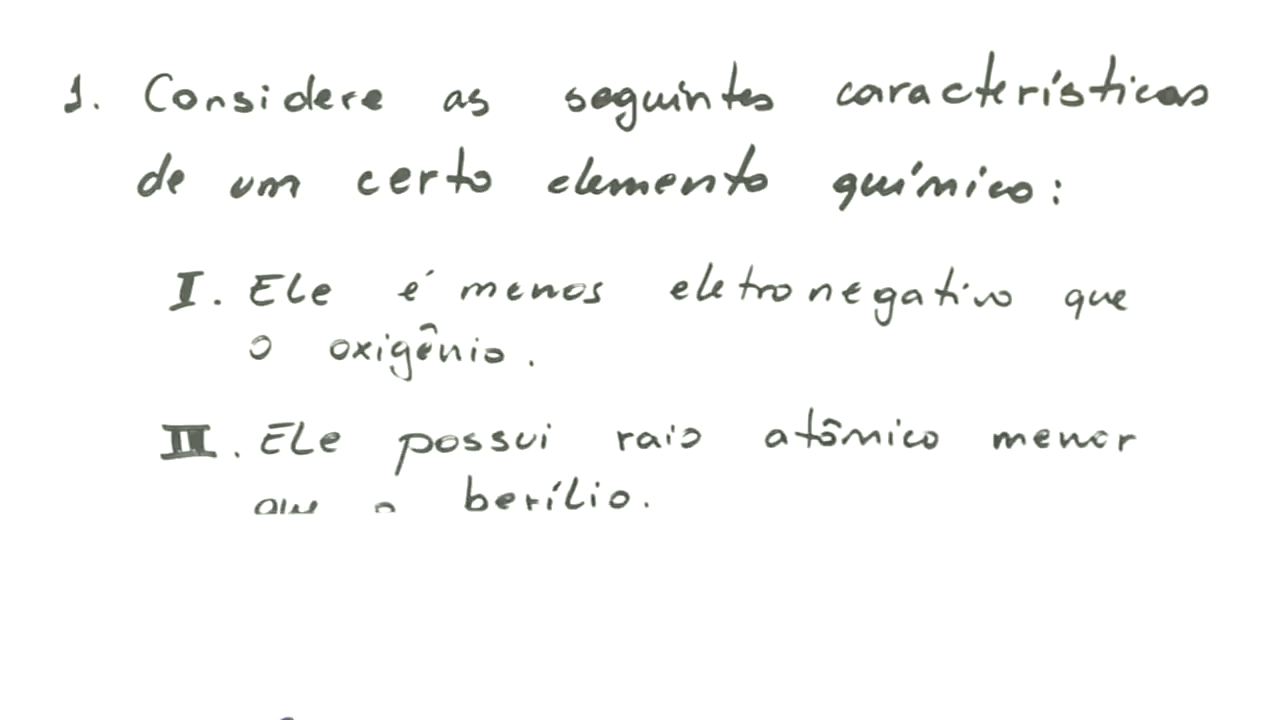 1. Considere as seguintes características
de um certo elemento químico:
I. Ele é menos eletronegativo que
o oxigênio.
II. Ele possui raio atômico menor
berílio.